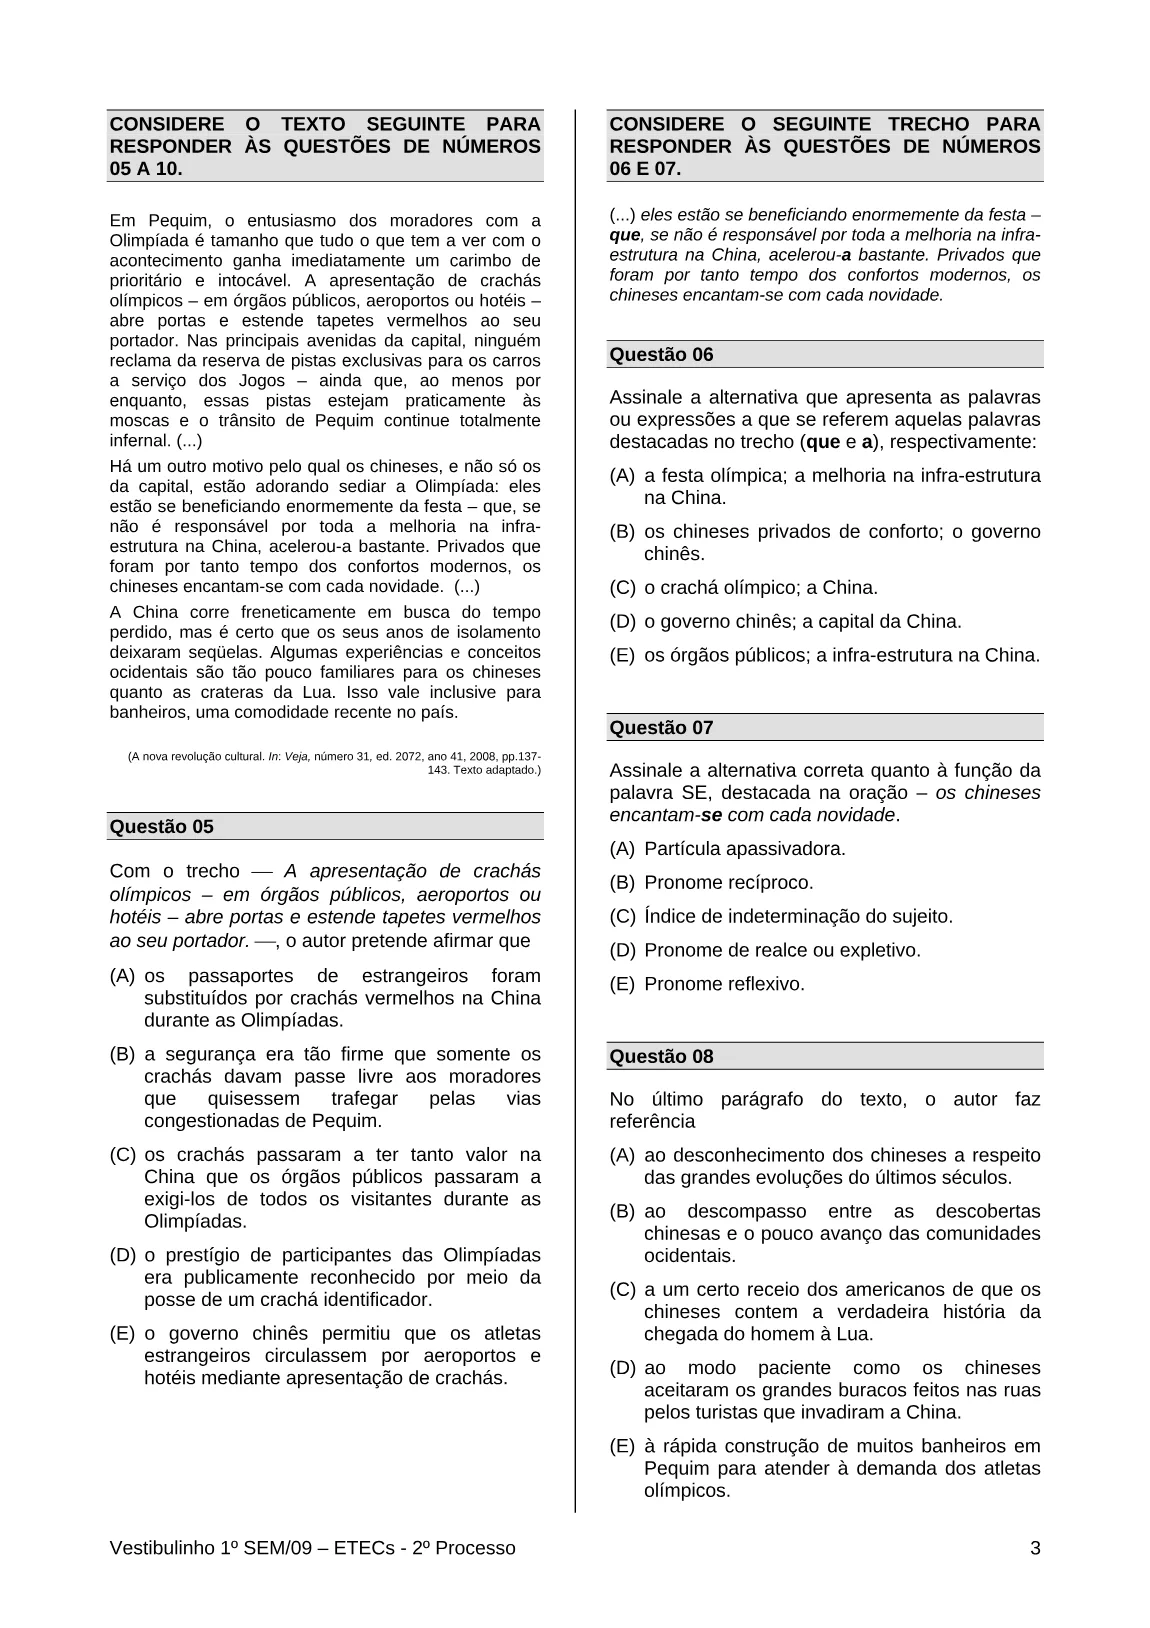 CONSIDERE O TEXTO SEGUINTE PARA
RESPONDER ÀS QUESTÕES DE NÚMEROS
05 A 10.
Em Pequim, o entusiasmo dos moradores com a
Olimpíada é tamanho que tudo o que tem a ver com o
acontecimento ganha imediatamente um carimbo de
prioritário e intocável. A apresentação de crachás
olímpicos – em órgãos públicos, aeroportos ou hotéis –
abre portas e estende tapetes vermelhos ao seu
portador. Nas principais avenidas da capital, ninguém
reclama da reserva de pistas exclusivas para os carros
a serviço dos Jogos – ainda que, ao menos por
enquanto, essas pistas estejam praticamente às
moscas e o trânsito de Pequim continue totalmente
infernal. (...)
Há um outro motivo pelo qual os chineses, e não só os
da capital, estão adorando sediar a Olimpíada: eles
estão se beneficiando enormemente da festa – que, se
não é responsável por toda a melhoria na infra-
estrutura na China, acelerou-a bastante. Privados que
foram por tanto tempo dos confortos modernos, os
chineses encantam-se com cada novidade. (...)
A China corre freneticamente em busca do tempo
perdido, mas é certo que os seus anos de isolamento
deixaram seqüelas. Algumas experiências e conceitos
ocidentais são tão pouco familiares para os chineses
quanto as crateras da Lua. Isso vale inclusive para
banheiros, uma comodidade recente no país.
(A nova revolução cultural. In: Veja, número 31, ed. 2072, ano 41, 2008, pp.137-
143. Texto adaptado.)
Questão 05
Com o trecho — A apresentação de crachás
olímpicos – em órgãos públicos, aeroportos ou
hotéis – abre portas e estende tapetes vermelhos
ao seu portador. —, o autor pretende afirmar que
(A) os passaportes de estrangeiros foram
substituídos por crachás vermelhos na China
durante as Olimpíadas.
(B) a segurança era tão firme que somente os
crachás davam passe livre aos moradores
que quisessem trafegar pelas vias
congestionadas de Pequim.
(C) os crachás passaram a ter tanto valor na
China que os órgãos públicos passaram a
exigi-los de todos os visitantes durante as
Olimpíadas.
(D) o prestígio de participantes das Olimpíadas
era publicamente reconhecido por meio da
posse de um crachá identificador.
(E) o governo chinês permitiu que os atletas
estrangeiros circulassem por aeroportos e
hotéis mediante apresentação de crachás.
CONSIDERE O SEGUINTE TRECHO PARA
RESPONDER ÀS QUESTÕES DE NÚMEROS
06 E 07.
(...) eles estão se beneficiando enormemente da festa –
que, se não é responsável por toda a melhoria na infra-
estrutura na China, acelerou-a bastante. Privados que
foram por tanto tempo dos confortos modernos, os
chineses encantam-se com cada novidade.
Questão 06
Assinale a alternativa que apresenta as palavras
ou expressões a que se referem aquelas palavras
destacadas no trecho (que e a), respectivamente:
(A) a festa olímpica; a melhoria na infra-estrutura
na China.
(B) os chineses privados de conforto; o governo
chinês.
(C) o crachá olímpico; a China.
(D) o governo chinês; a capital da China.
(E) os órgãos públicos; a infra-estrutura na China.
Questão 07
Assinale a alternativa correta quanto à função da
palavra SE, destacada na oração – os chineses
encantam-se com cada novidade.
(A) Partícula apassivadora.
(B) Pronome recíproco.
(C) Índice de indeterminação do sujeito.
(D) Pronome de realce ou expletivo.
(E) Pronome reflexivo.
Questão 08
No último parágrafo do texto, o autor faz
referência
(A) ao desconhecimento dos chineses a respeito
das grandes evoluções do últimos séculos.
(B) ao descompasso entre as descobertas
chinesas e o pouco avanço das comunidades
ocidentais.
(C) a um certo receio dos americanos de que os
chineses contem a verdadeira história da
chegada do homem à Lua.
(D) ao modo paciente como os chineses
aceitaram os grandes buracos feitos nas ruas
pelos turistas que invadiram a China.
(E) à rápida construção de muitos banheiros em
Pequim para atender à demanda dos atletas
olímpicos.
Vestibulinho 1º SEM/09 – ETECs - 2º Processo 3